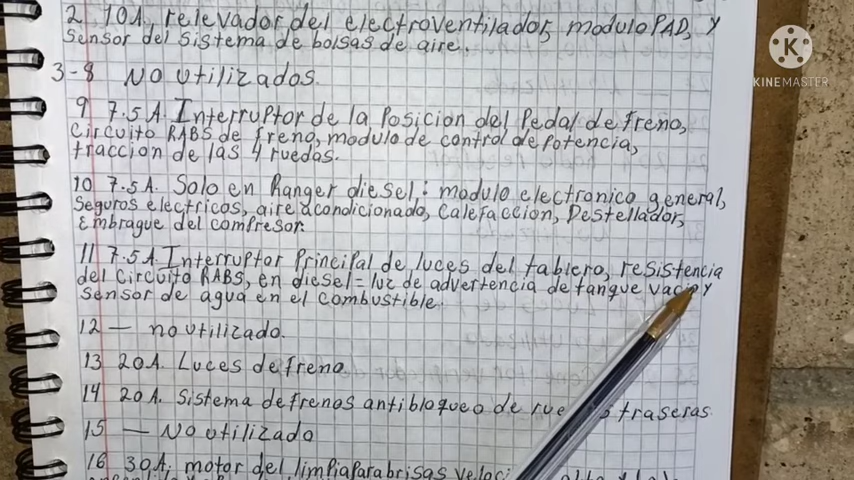 2 10A. relevador del electroventilador, modulo PAD, y
sensor del sistema de bolsas de aire.
3-8 No utilizados.
9 7.5A. Interruptor de la posicion del pedal de freno,
circuito RABS de freno, modulo de control de potencia,
traccion de las 4 ruedas.
10 7.5A. Solo en Ranger diesel: modulo electronico general,
seguros electricos, aire acondicionado, calefaccion, Destellador,
Embrague del compresor.
11 7.5A. Interruptor principal de luces del tablero, resistencia
del circuito RABS, en diesel = luz de advertencia de tanque vacio y
sensor de agua en el combustible.
12 — no utilizado.
13 20A. Luces de freno
14 20A. Sistema de frenos antibloqueo de traseras.
15 — No utilizado
16 30A. motor del limpiaparabrisas
K
KINEMASTER